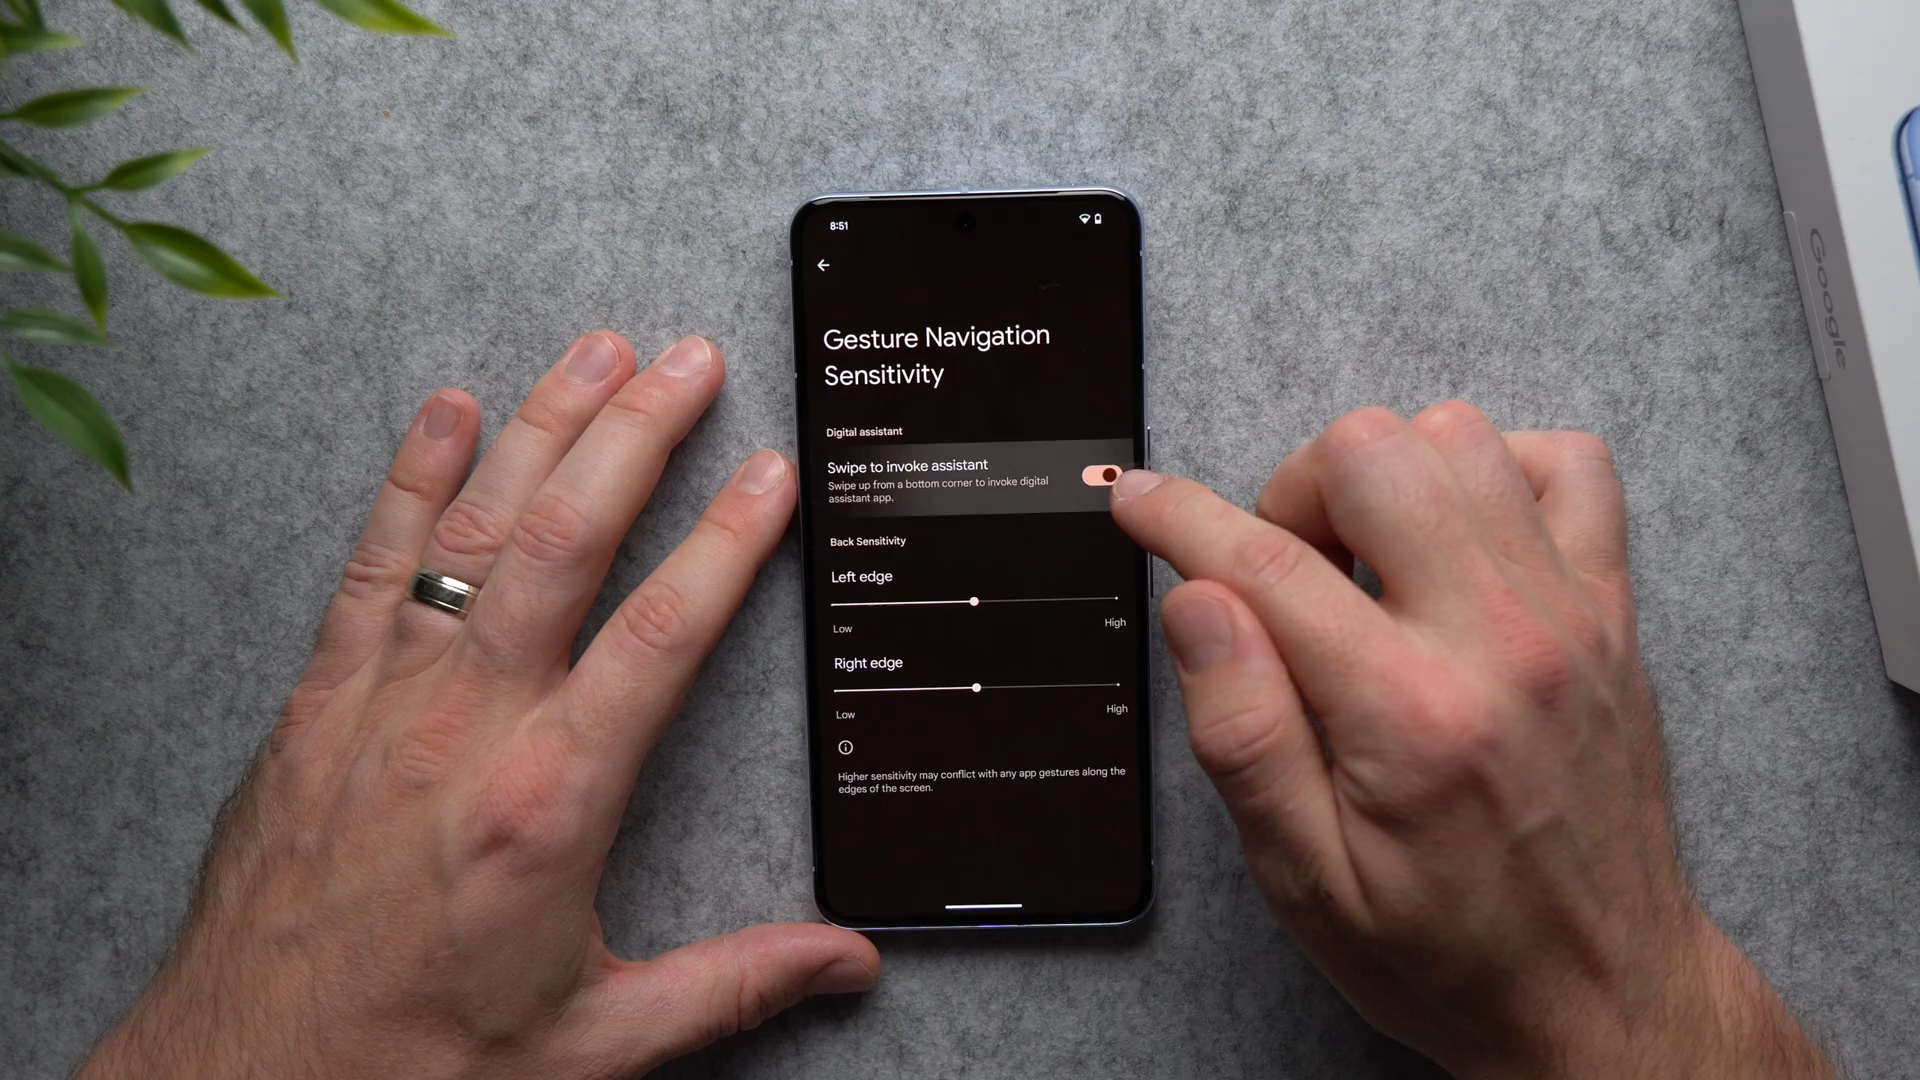 8:51
Gesture Navigation
Sensitivity
Digital assistant
Swipe to invoke assistant
Swipe up from a bottom corner to invoke digital
assistant app.
Back Sensitivity
Left edge
Low
High
Right edge
Low
High
Higher sensitivity may conflict with any app gestures along the
edges of the screen.
Google